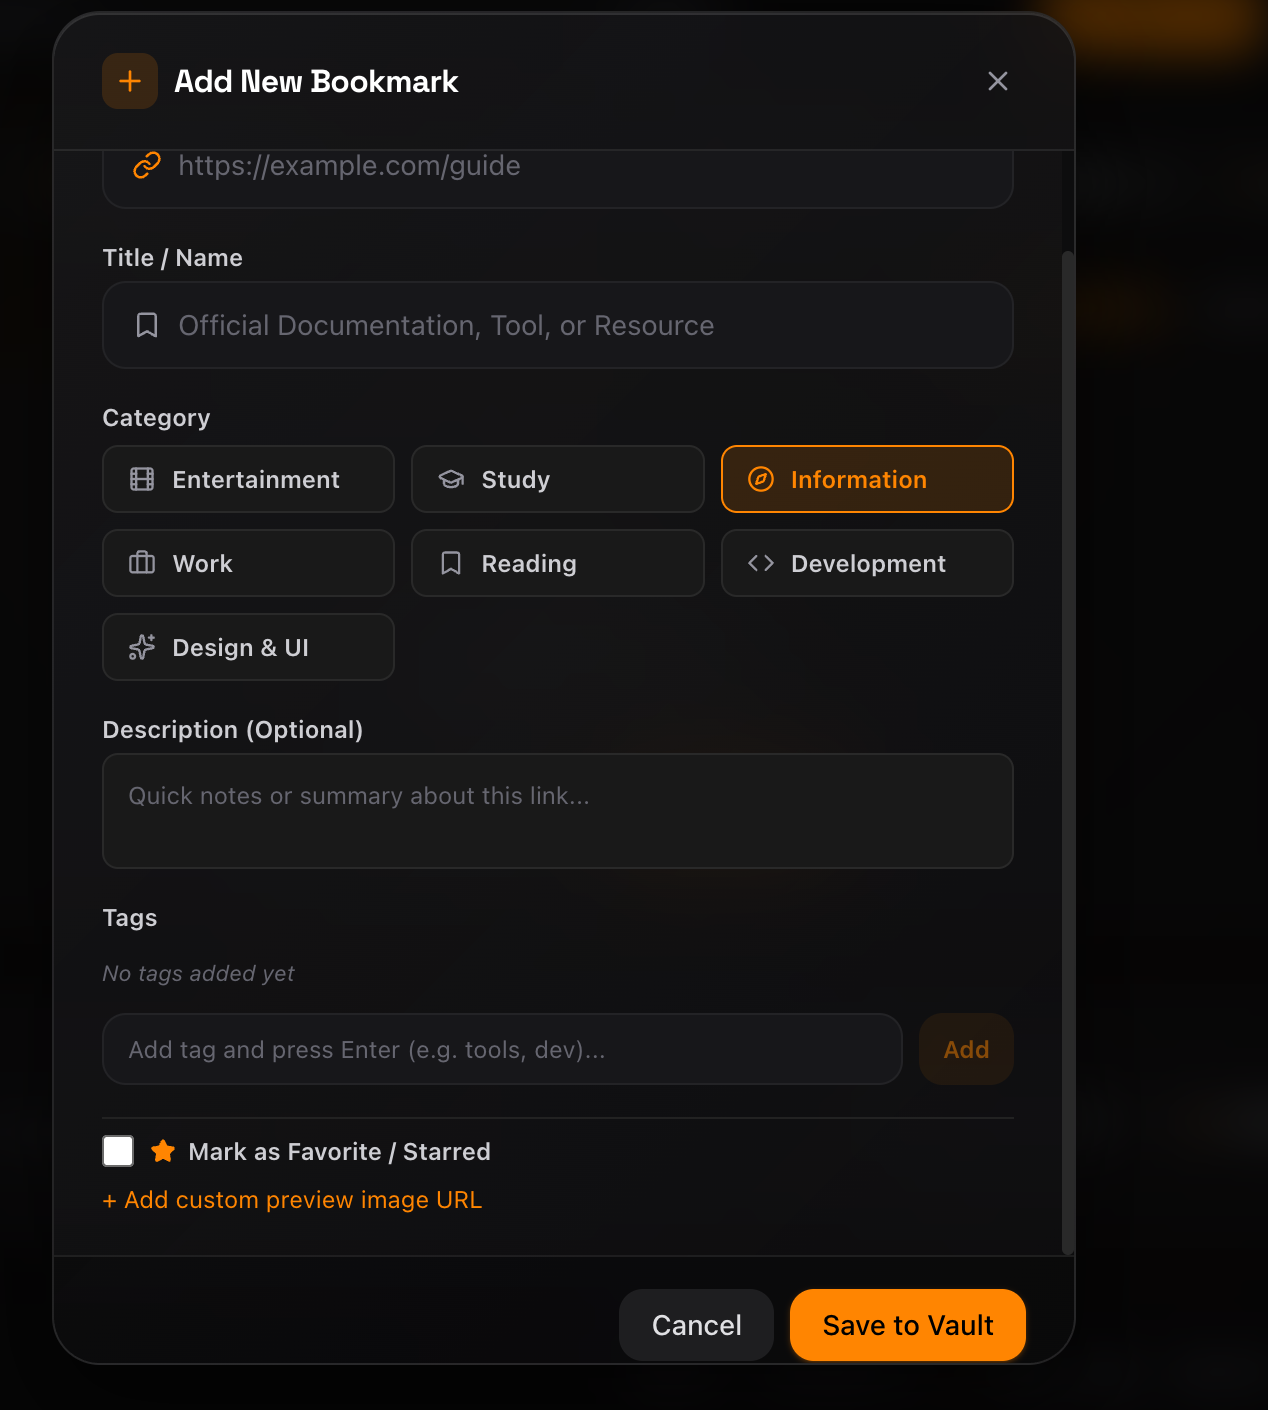 Add New Bookmark
https://example.com/guide
Title / Name
Official Documentation, Tool, or Resource
Category
Entertainment
Study
Information
Work
Reading
Development
Design & UI
Description (Optional)
Quick notes or summary about this link...
Tags
No tags added yet
Add tag and press Enter (e.g. tools, dev)...
Add
Mark as Favorite / Starred
+ Add custom preview image URL
Cancel
Save to Vault